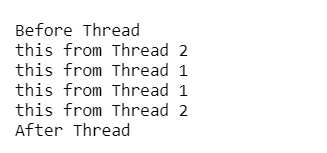 Before Thread
this from Thread 2
this from Thread 1
this from Thread 1
this from Thread 2
After Thread